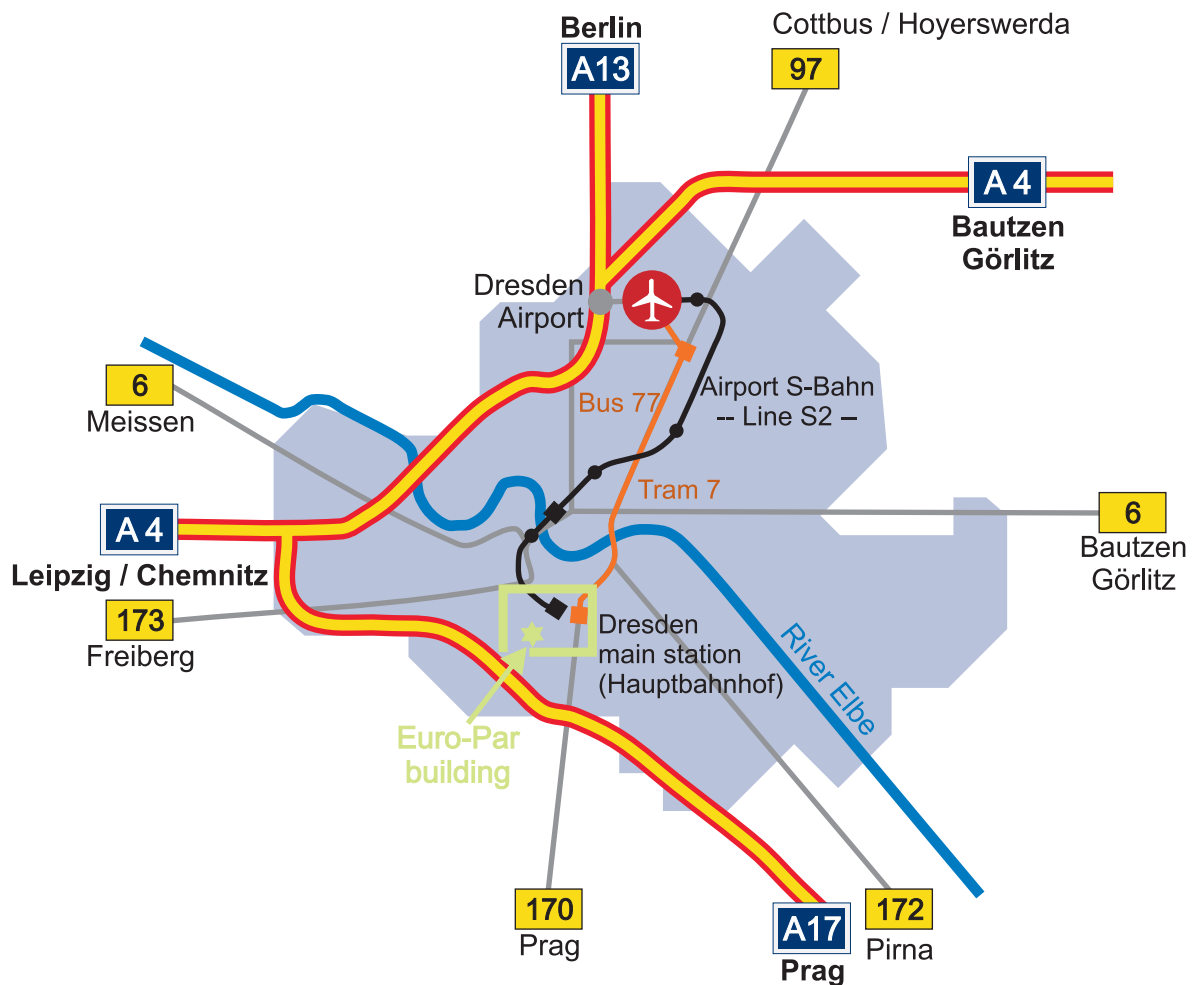 Berlin
A13
Cottbus / Hoyerswerda
97
A 4
Bautzen
Görlitz
Dresden
Airport
6
Meissen
Bus 77
Airport S-Bahn
-- Line S2 –
Tram 7
A 4
Leipzig / Chemnitz
6
Bautzen
Görlitz
173
Freiberg
Dresden
main station
(Hauptbahnhof)
River Elbe
Euro-Par
building
170
Prag
A17
Prag
172
Pirna